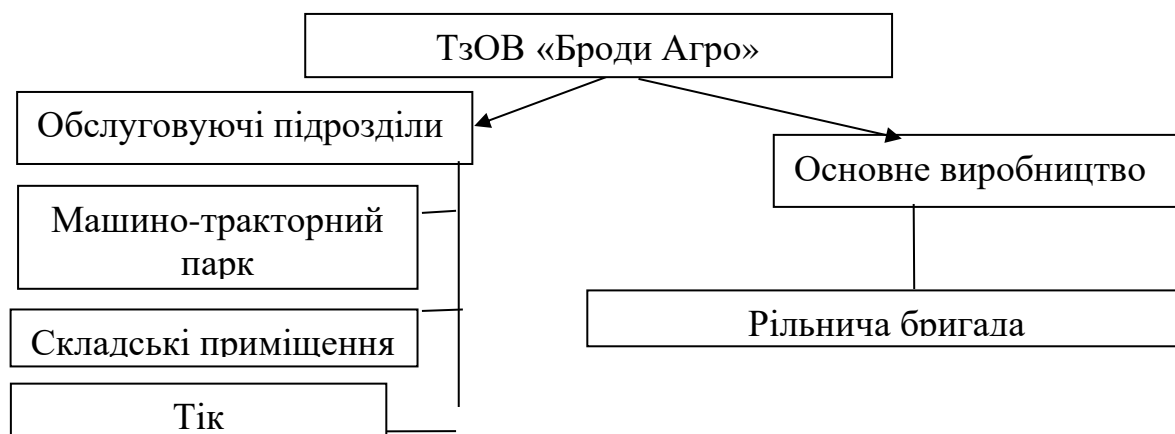 ТзОВ «Броди Агро»
Обслуговуючі підрозділи
Основне виробництво
Машино-тракторний
парк
Рільнича бригада
Складські приміщення
Тік